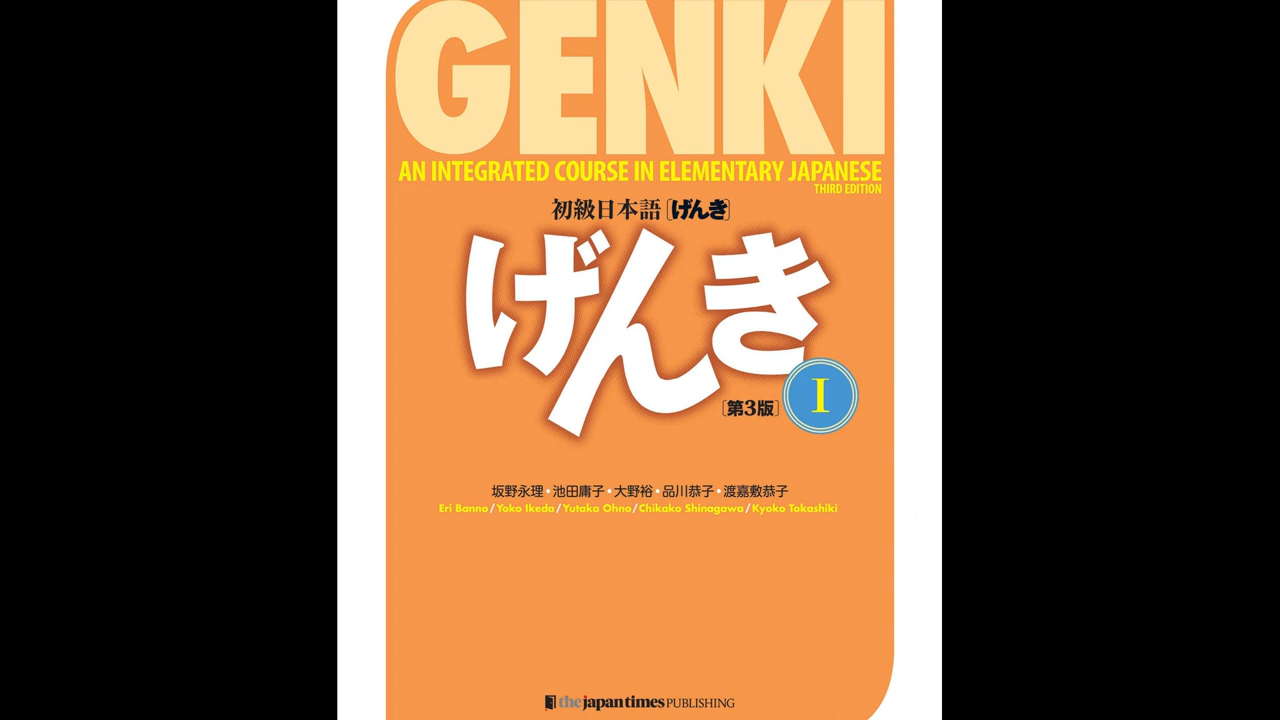 GENKI
AN INTEGRATED COURSE IN ELEMENTARY JAPANESE
THIRD EDITION
初級日本語[げんき]
げんき
[第3版]
I
坂野永理・池田庸子・大野裕・品川恭子・渡嘉敷恭子
Eri Banno/Yoko Ikeda/Yutaka Ohno/Chikako Shinagawa/Kyoko Tokashiki
the japan times PUBLISHING